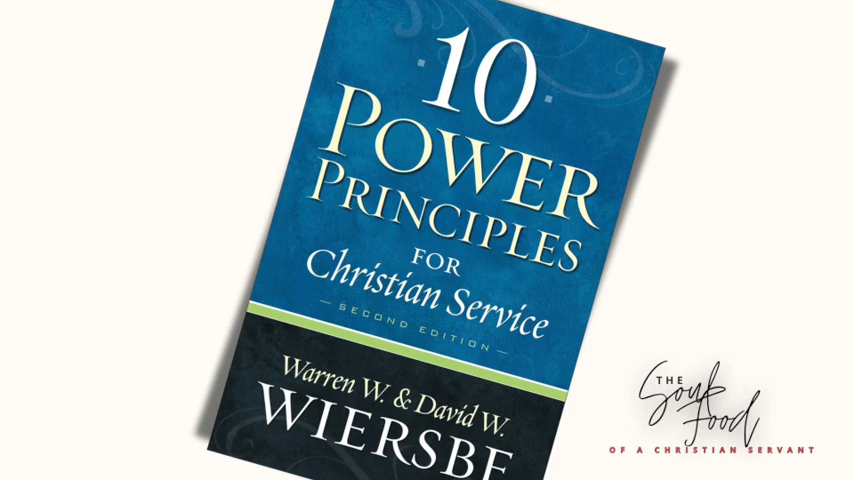 10
POWER
PRINCIPLES
FOR
Christian Service
— SECOND EDITION —
Warren W. & David W.
WIERSBE
THE
Soul
Food
OF A CHRISTIAN SERVANT